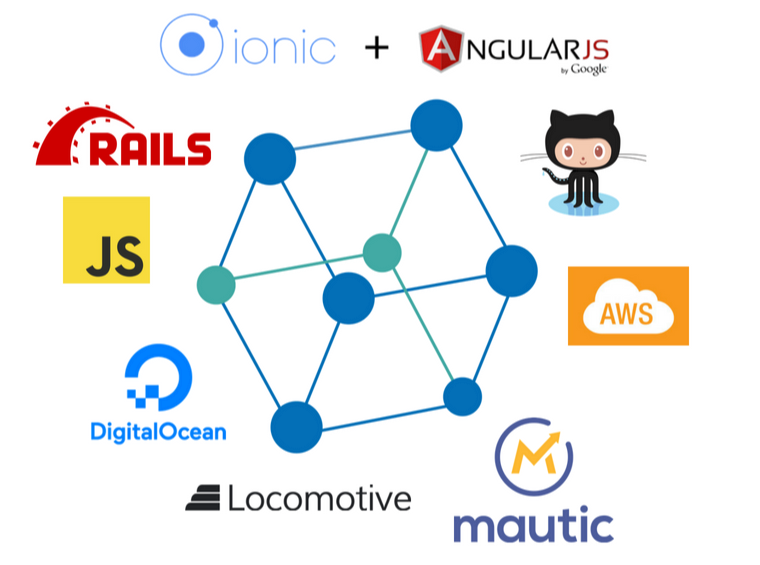 ionic + ANGULARJS
by Google
RAILS
JS
AWS
DigitalOcean
Locomotive
mautic